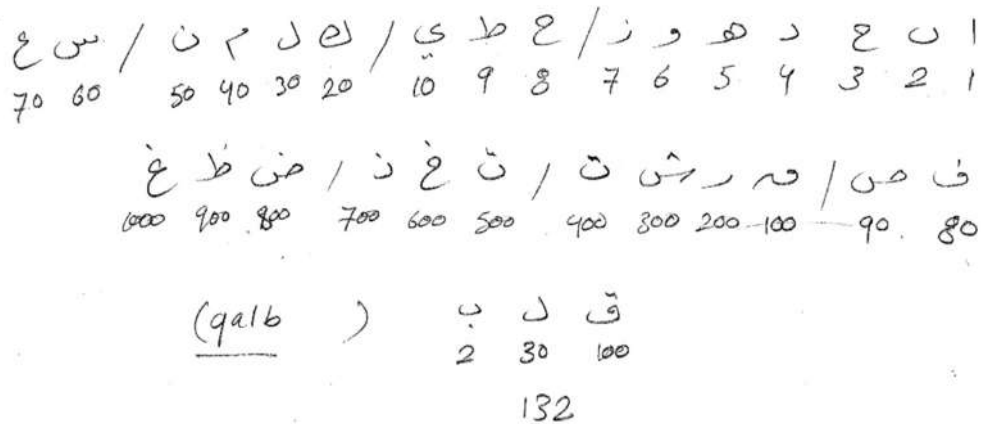 ا ب ج د ه و ز / ح ط ي / ك ل م ن / س ع
1 2 3 4 5 6 7 8 9 10 20 30 40 50 60 70
ف ص / ق ر ش ت / ث خ ذ / ض ظ غ
80 90 100 200 300 400 500 600 700 800 900 1000
(qalb ) ق ل ب
100 30 2
132